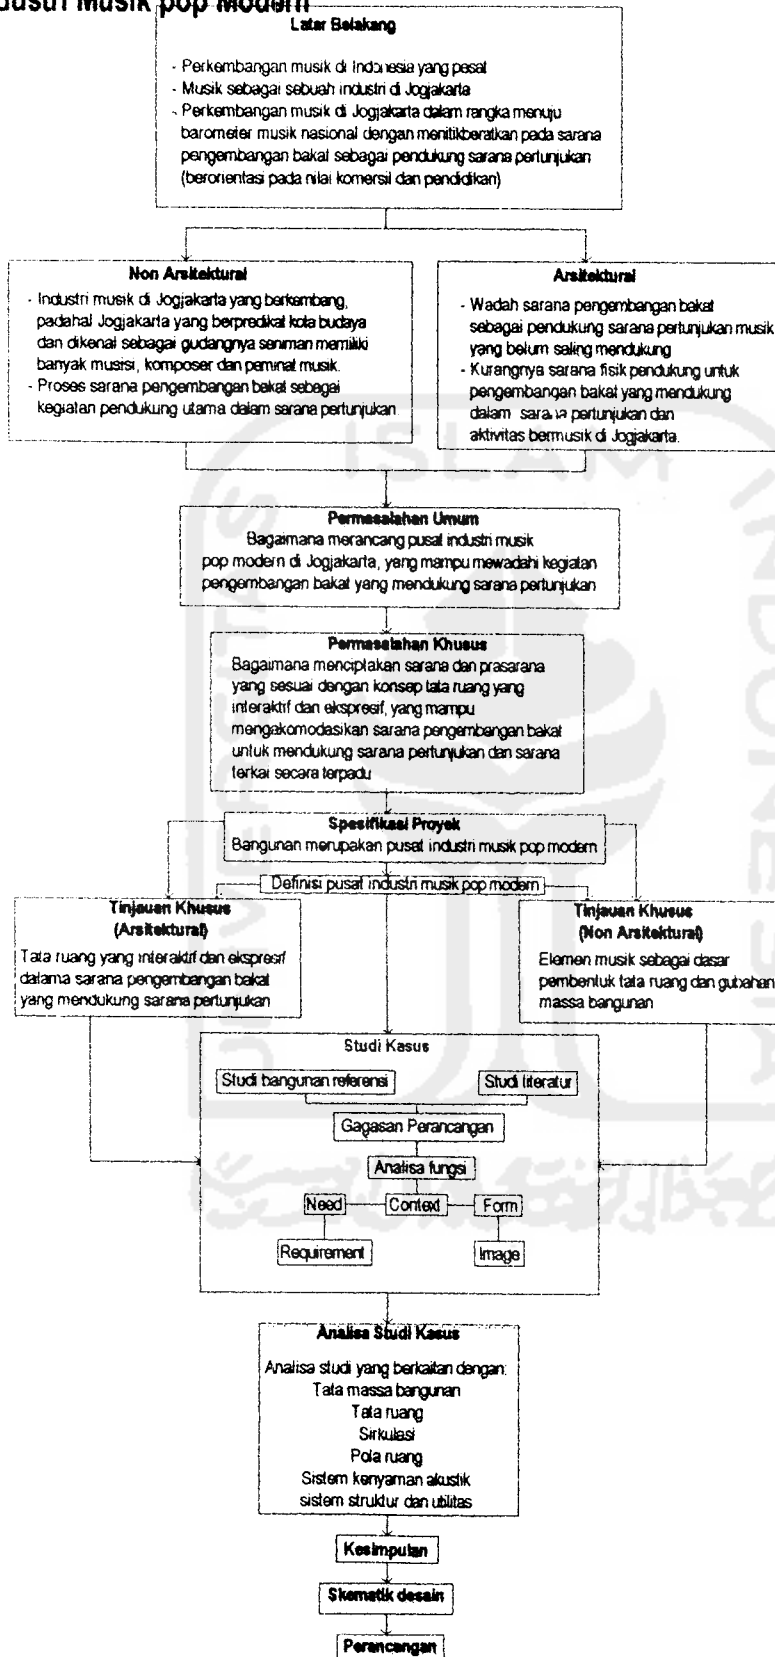 dustri Musik pop Modern
Latar Belakang
- Perkembangan musik di Indonesia yang pesat
- Musik sebagai sebuah industri di Jogjakarta
- Perkembangan musik di Jogjakarta dalam rangka menuju
barometer musik nasional dengan menitikberatkan pada sarana
pengembangan bakat sebagai pendukung sarana pertunjukan
(berorientasi pada nilai komersil dan pendidikan)
Non Arsitektural
- Industri musik di Jogjakarta yang berkembang,
padahal Jogjakarta yang berpredikat kota budaya
dan dikenal sebagai gudangnya seniman memiliki
banyak musisi, komposer dan peminat musik.
- Proses sarana pengembangan bakat sebagai
kegiatan pendukung utama dalam sarana pertunjukan
Arsitektural
- Wadah sarana pengembangan bakat
sebagai pendukung sarana pertunjukan musik
yang belum saling mendukung
- Kurangnya sarana fisik pendukung untuk
pengembangan bakat yang mendukung
dalam sarana pertunjukan dan
aktivitas bermusik di Jogjakarta.
Permasalahan Umum
Bagaimana merancang pusat industri musik
pop modern di Jogjakarta, yang mampu mewadahi kegiatan
pengembangan bakat yang mendukung sarana pertunjukan
Permasalahan Khusus
Bagaimana menciptakan sarana dan prasarana
yang sesuai dengan konsep tata ruang yang
interaktif dan ekspresif, yang mampu
mengakomodasikan sarana pengembangan bakat
untuk mendukung sarana pertunjukan dan sarana
terkai secara terpadu
Spesifikasi Proyek
Bangunan merupakan pusat industri musik pop modern
Definisi pusat industri musik pop modern
Tinjauan Khusus
(Arsitektural)
Tata ruang yang interaktif dan ekspresif
dalama sarana pengembangan bakat
yang mendukung sarana pertunjukan
Tinjauan Khusus
(Non Arsitektural)
Elemen musik sebagai dasar
pembentuk tata ruang dan gubahan
massa bangunan
Studi Kasus
Studi bangunan referensi
Studi literatur
Gagasan Perancangan
Analisa fungsi
Need
Context
Form
Requirement
Image
Analisa Studi Kasus
Analisa studi yang berkaitan dengan:
Tata massa bangunan
Tata ruang
Sirkulasi
Pola ruang
Sistem kenyaman akustik
sistem struktur dan utilitas
Kesimpulan
Skematik desain
Perancangan
UNIVERSITAS
ISLAM
INDONESIA